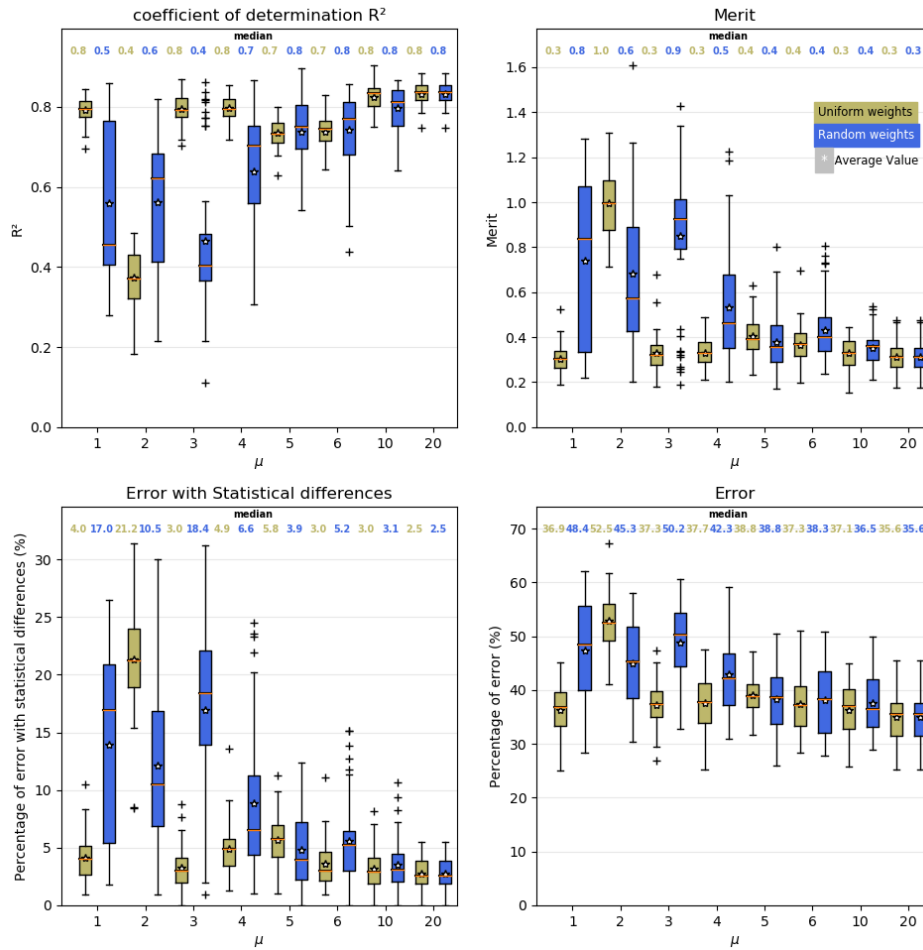 coefficient of determination R²
median
0.8 0.5 0.4 0.6 0.8 0.4 0.8 0.7 0.7 0.8 0.7 0.8 0.8 0.8 0.8 0.8
0.8
0.6
0.4
0.2
0.0
R²
1 2 3 4 5 6 10 20
μ
Merit
median
0.3 0.8 1.0 0.6 0.3 0.9 0.3 0.5 0.4 0.4 0.4 0.4 0.3 0.4 0.3 0.3
Uniform weights
Random weights
Average Value
1.6
1.4
1.2
1.0
0.8
0.6
0.4
0.2
0.0
Merit
1 2 3 4 5 6 10 20
μ
Error with Statistical differences
median
4.0 17.0 21.2 10.5 3.0 18.4 4.9 6.6 5.8 3.9 3.0 5.2 3.0 3.1 2.5 2.5
30
25
20
15
10
5
0
Percentage of error with statistical differences (%)
1 2 3 4 5 6 10 20
μ
Error
median
36.9 48.4 52.5 45.3 37.3 50.2 37.7 42.3 38.8 38.8 37.3 38.3 37.1 36.5 35.6 35.6
70
60
50
40
30
20
10
0
Percentage of error (%)
1 2 3 4 5 6 10 20
μ